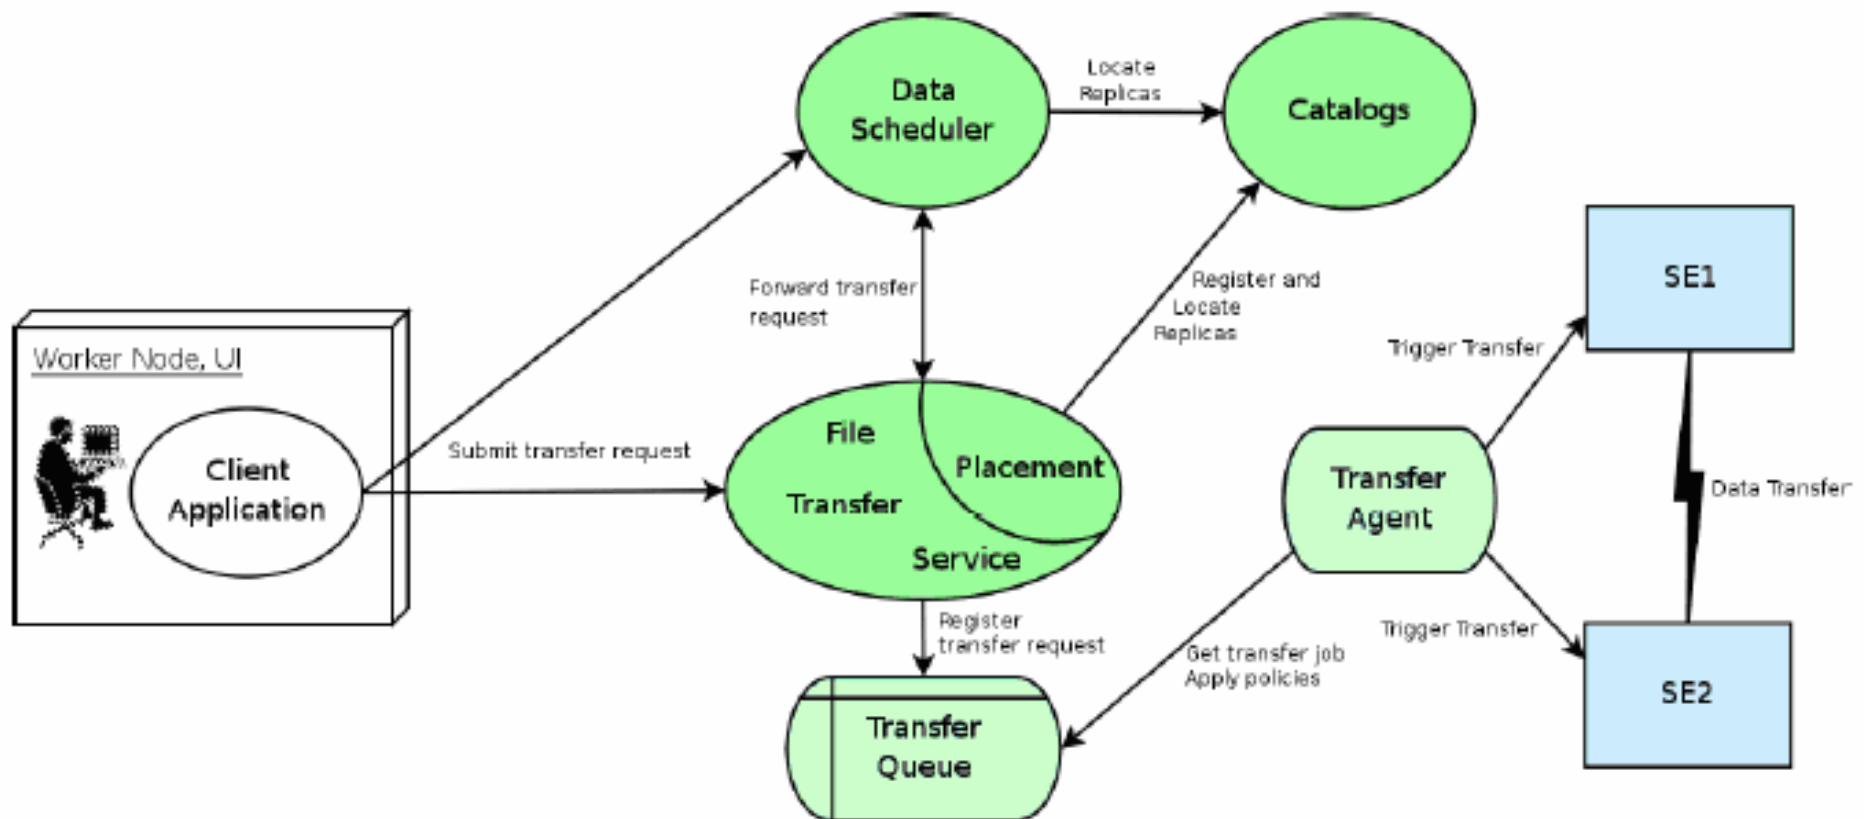 Data
Scheduler
Locate
Replicas
Catalogs
Forward transfer
request
Register and
Locate
Replicas
SE1
Trigger Transfer
Worker Node, UI
Client
Application
Submit transfer request
File
Placement
Transfer
Service
Transfer
Agent
Data Transfer
Register
transfer request
Get transfer job
Apply policies
Trigger Transfer
SE2
Transfer
Queue